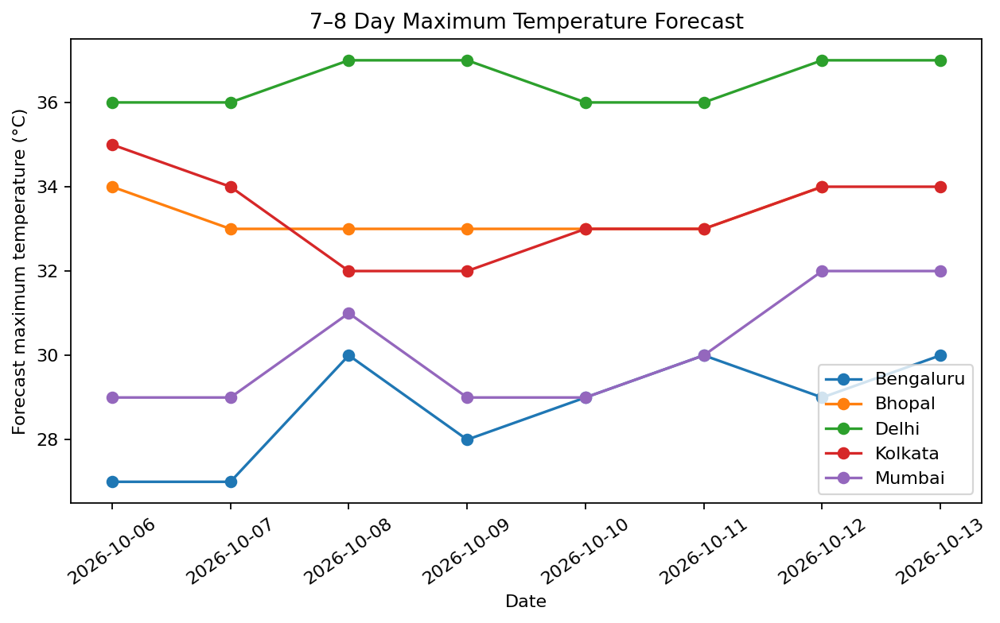 7–8 Day Maximum Temperature Forecast
Forecast maximum temperature (°C)
36
34
32
30
28
Bengaluru
Bhopal
Delhi
Kolkata
Mumbai
2026-10-06
2026-10-07
2026-10-08
2026-10-09
2026-10-10
2026-10-11
2026-10-12
2026-10-13
Date